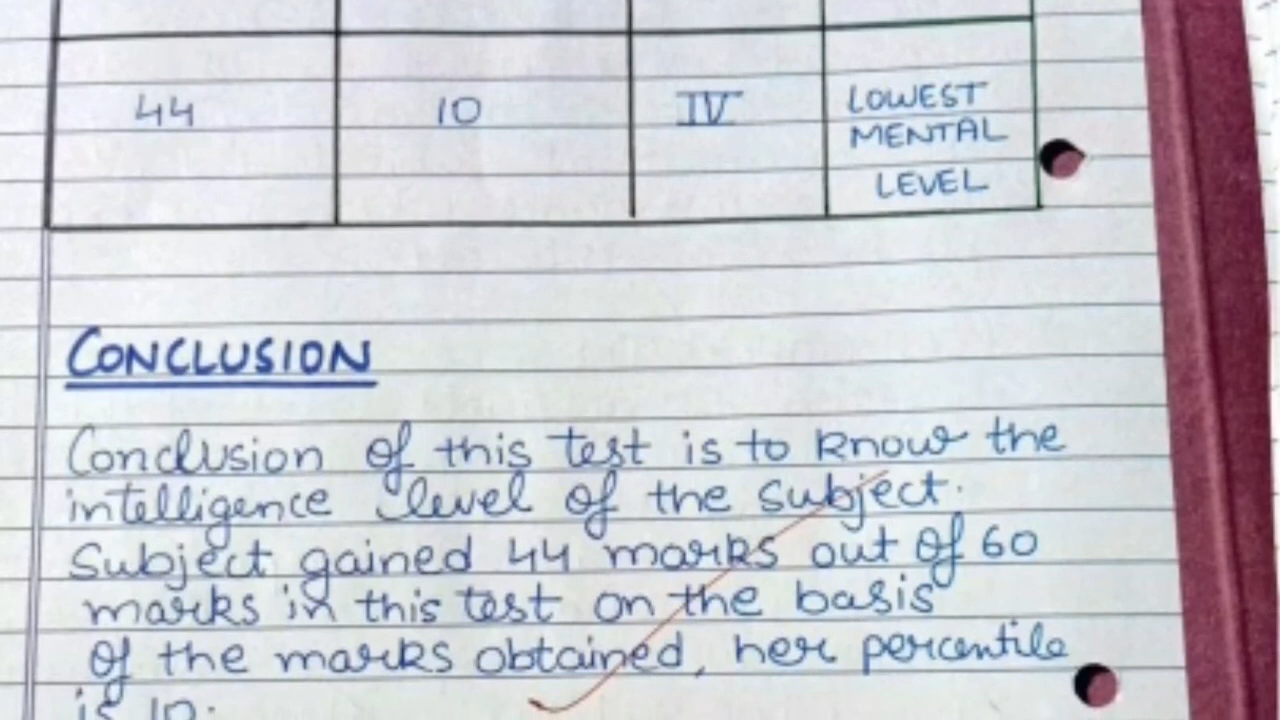 44 10 IV LOWEST
MENTAL
LEVEL
CONCLUSION
Conclusion of this test is to know the
intelligence level of the subject.
Subject gained 44 marks out of 60
marks in this test on the basis
of the marks obtained, her percentile
is 10.